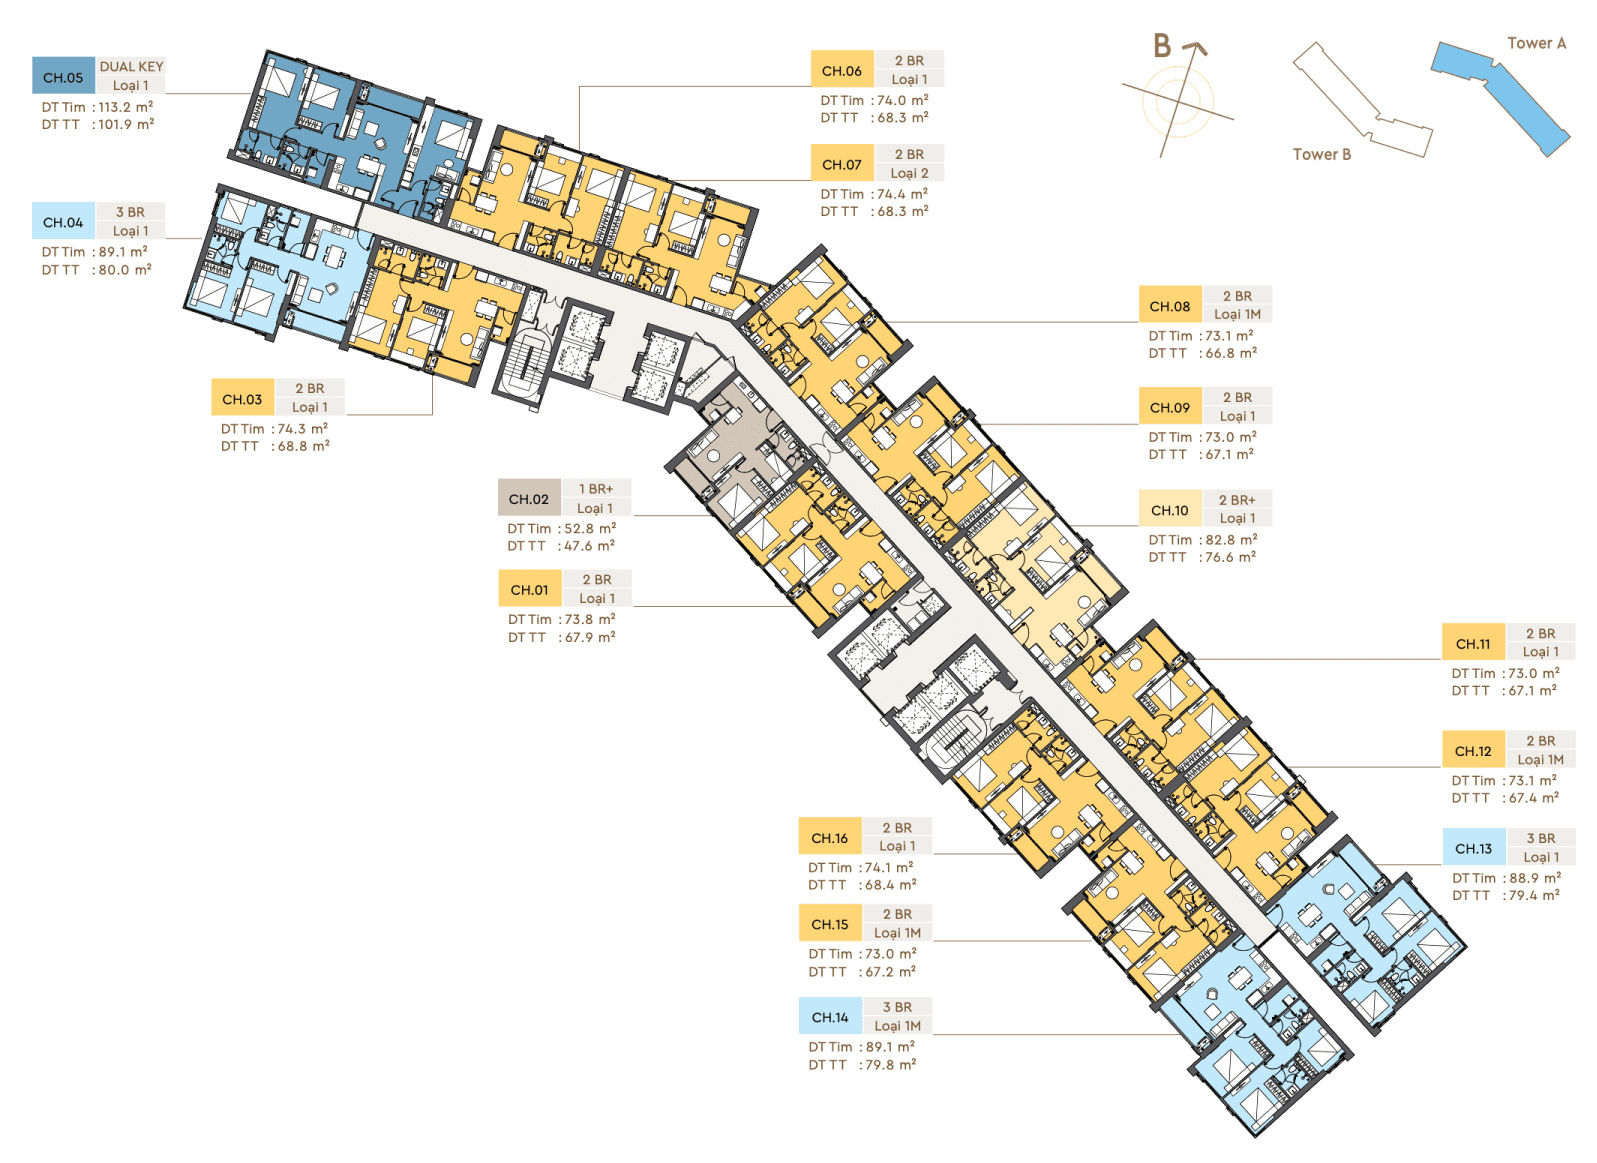 B
Tower A
Tower B
CH.05
DUAL KEY
Loại 1
DT Tim : 113.2 m²
DT TT : 101.9 m²
CH.04
3 BR
Loại 1
DT Tim : 89.1 m²
DT TT : 80.0 m²
CH.03
2 BR
Loại 1
DT Tim : 74.3 m²
DT TT : 68.8 m²
CH.06
2 BR
Loại 1
DT Tim : 74.0 m²
DT TT : 68.3 m²
CH.07
2 BR
Loại 2
DT Tim : 74.4 m²
DT TT : 68.3 m²
CH.08
2 BR
Loại 1M
DT Tim : 73.1 m²
DT TT : 66.8 m²
CH.09
2 BR
Loại 1
DT Tim : 73.0 m²
DT TT : 67.1 m²
CH.02
1 BR+
Loại 1
DT Tim : 52.8 m²
DT TT : 47.6 m²
CH.10
2 BR+
Loại 1
DT Tim : 82.8 m²
DT TT : 76.6 m²
CH.01
2 BR
Loại 1
DT Tim : 73.8 m²
DT TT : 67.9 m²
CH.11
2 BR
Loại 1
DT Tim : 73.0 m²
DT TT : 67.1 m²
CH.12
2 BR
Loại 1M
DT Tim : 73.1 m²
DT TT : 67.4 m²
CH.16
2 BR
Loại 1
DT Tim : 74.1 m²
DT TT : 68.4 m²
CH.13
3 BR
Loại 1
DT Tim : 88.9 m²
DT TT : 79.4 m²
CH.15
2 BR
Loại 1M
DT Tim : 73.0 m²
DT TT : 67.2 m²
CH.14
3 BR
Loại 1M
DT Tim : 89.1 m²
DT TT : 79.8 m²